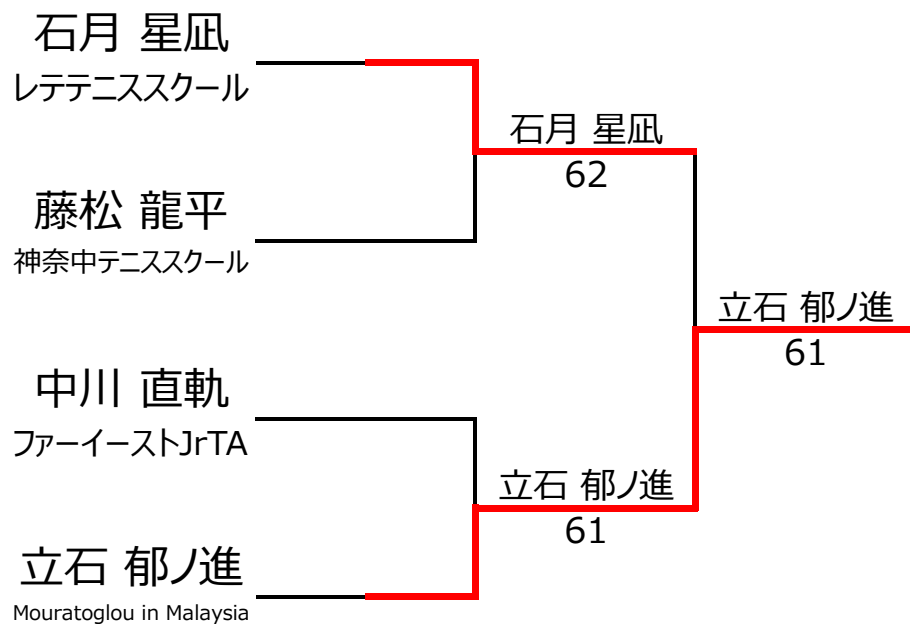 石月 星凪
レテテニススクール
藤松 龍平
神奈中テニススクール
中川 直軌
ファーイーストJrTA
立石 郁ノ進
Mouratoglou in Malaysia
石月 星凪
62
立石 郁ノ進
61
立石 郁ノ進
61